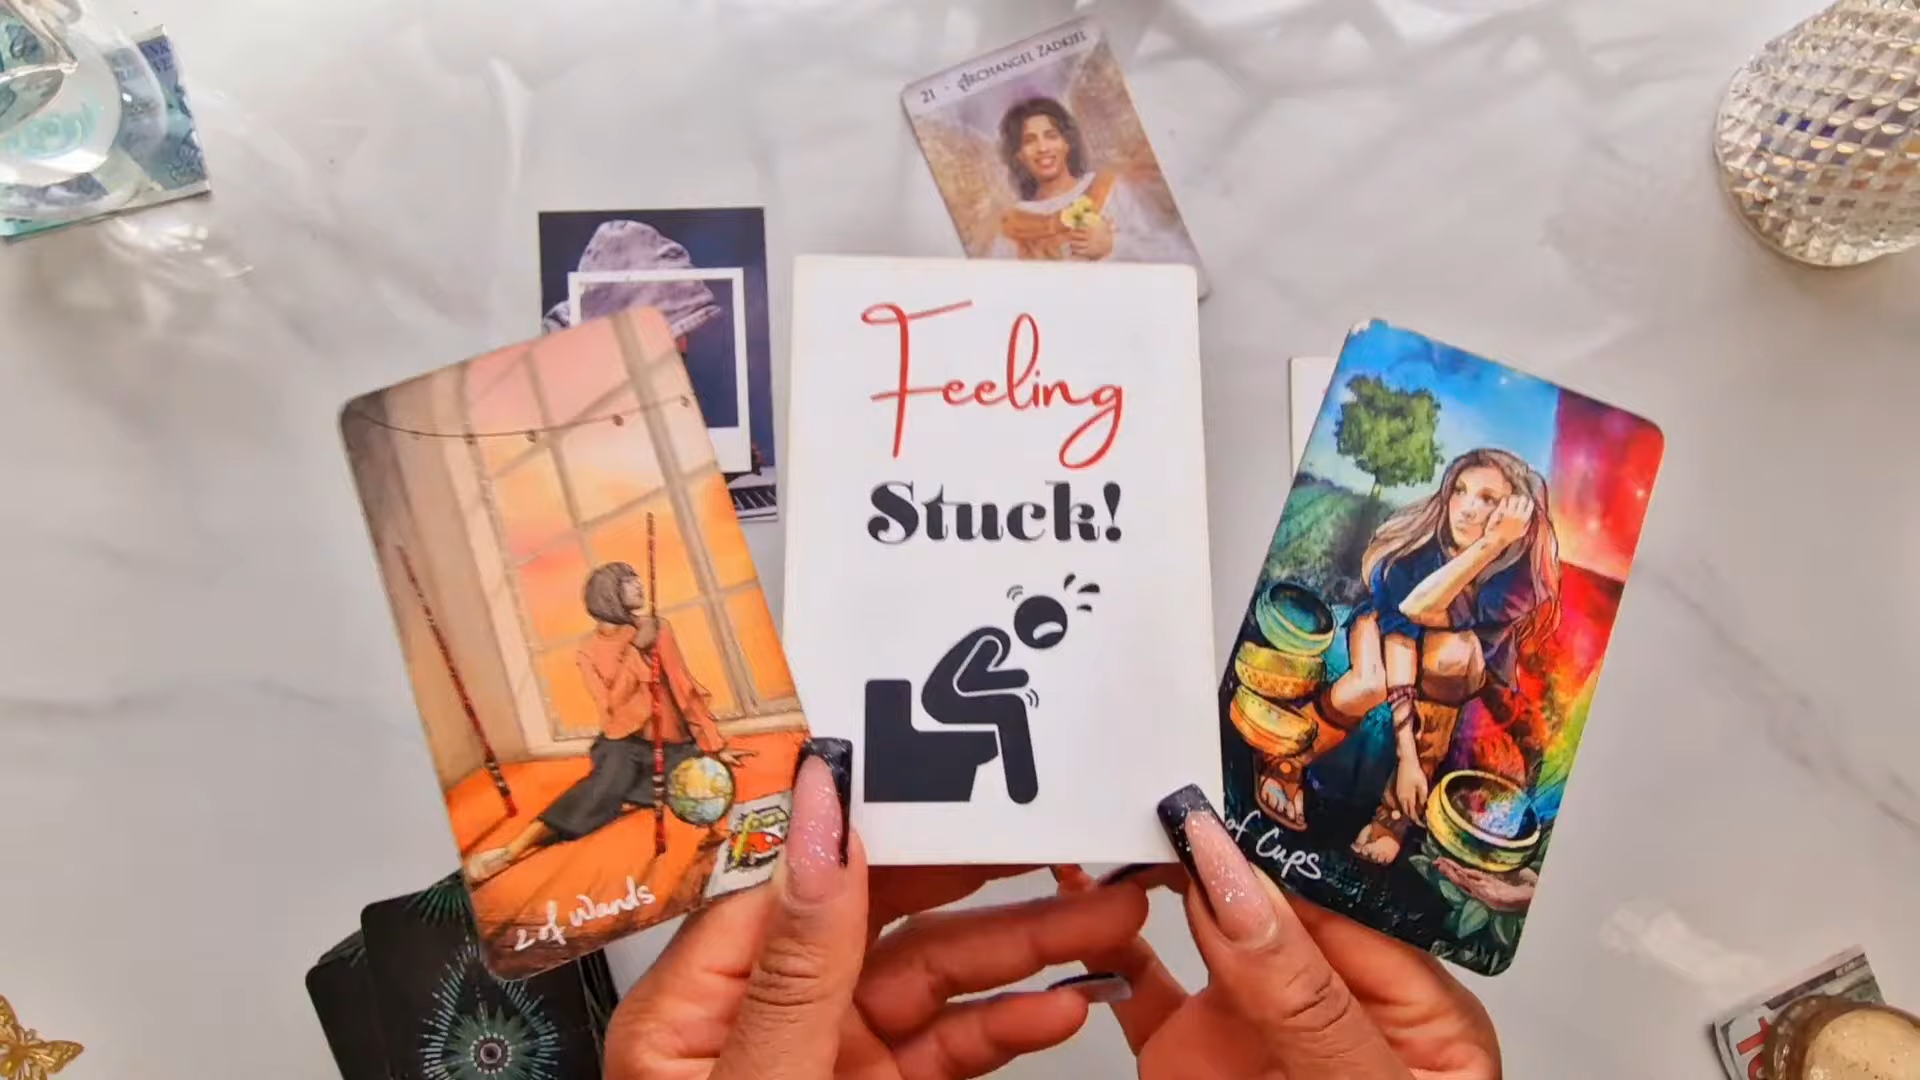 21 · ARCHANGEL ZADKIEL
Feeling
Stuck!
2 of Wands
of Cups